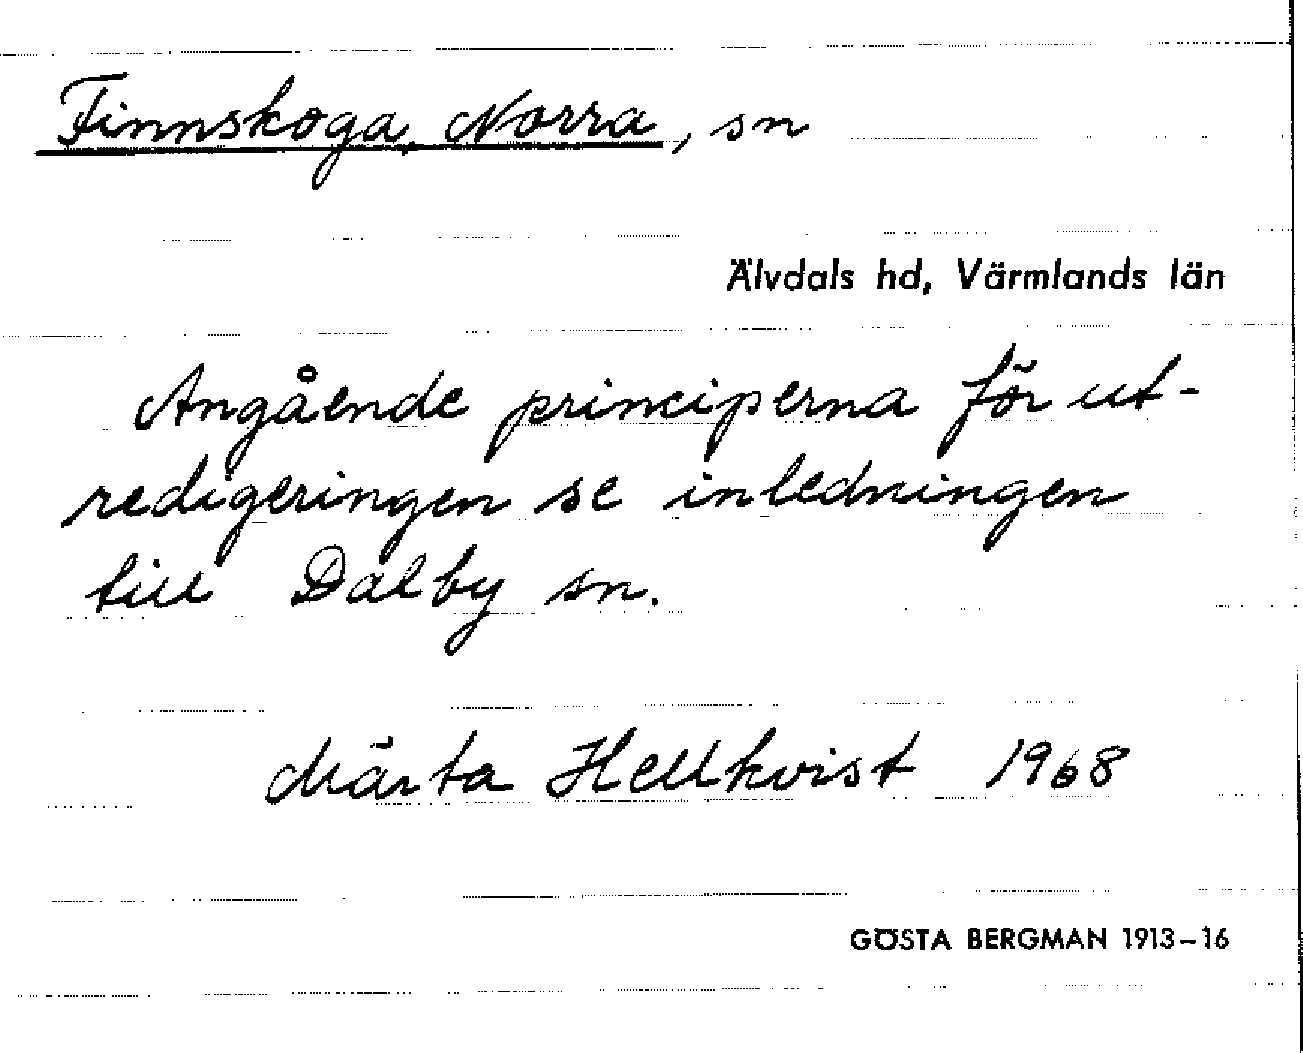 Finnskoga, Norra, sn
Älvdals hd, Värmlands län
Angående principerna för ut-
redigeringen se inledningen
till Dalby sn.
Märta Hellkvist 1968
GÖSTA BERGMAN 1913–16